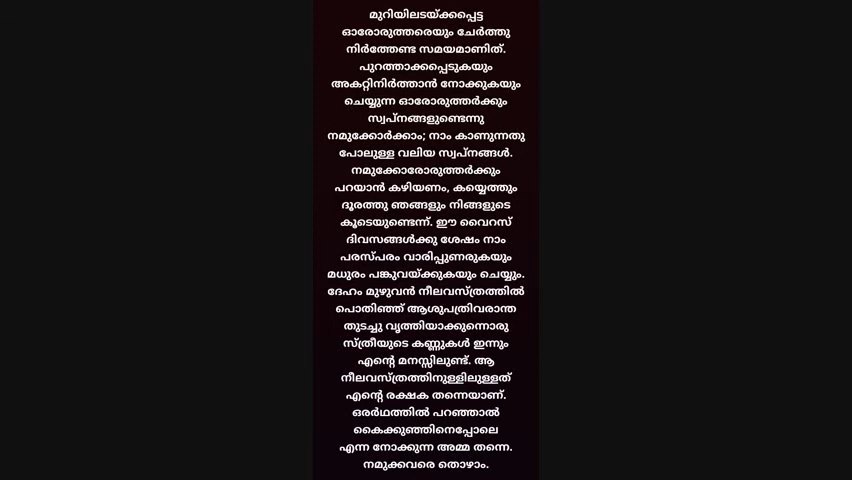 മുറിയിലടയ്ക്കപ്പെട്ട
ഓരോരുത്തരെയും ചേർത്തു
നിർത്തേണ്ട സമയമാണിത്.
പുറത്താക്കപ്പെടുകയും
അകറ്റിനിർത്താൻ നോക്കുകയും
ചെയ്യുന്ന ഓരോരുത്തർക്കും
സ്വപ്നങ്ങളുണ്ടെന്നു
നമുക്കോർക്കാം; നാം കാണുന്നതു
പോലുള്ള വലിയ സ്വപ്നങ്ങൾ.
നമുക്കോരോരുത്തർക്കും
പറയാൻ കഴിയണം, കയ്യെത്തും
ദൂരത്തു ഞങ്ങളും നിങ്ങളുടെ
കൂടെയുണ്ടെന്ന്. ഈ വൈറസ്
ദിവസങ്ങൾക്കു ശേഷം നാം
പരസ്പരം വാരിപ്പുണരുകയും
മധുരം പങ്കുവയ്ക്കുകയും ചെയ്യും.
ദേഹം മുഴുവൻ നീലവസ്ത്രത്തിൽ
പൊതിഞ്ഞ് ആശുപത്രിവരാന്ത
തുടച്ചു വൃത്തിയാക്കുന്നൊരു
സ്ത്രീയുടെ കണ്ണുകൾ ഇന്നും
എന്റെ മനസ്സിലുണ്ട്. ആ
നീലവസ്ത്രത്തിനുള്ളിലുള്ളത്
എന്റെ രക്ഷക തന്നെയാണ്.
ഒരർഥത്തിൽ പറഞ്ഞാൽ
കൈക്കുഞ്ഞിനെപ്പോലെ
എന്ന നോക്കുന്ന അമ്മ തന്നെ.
നമുക്കവരെ തൊഴാം.